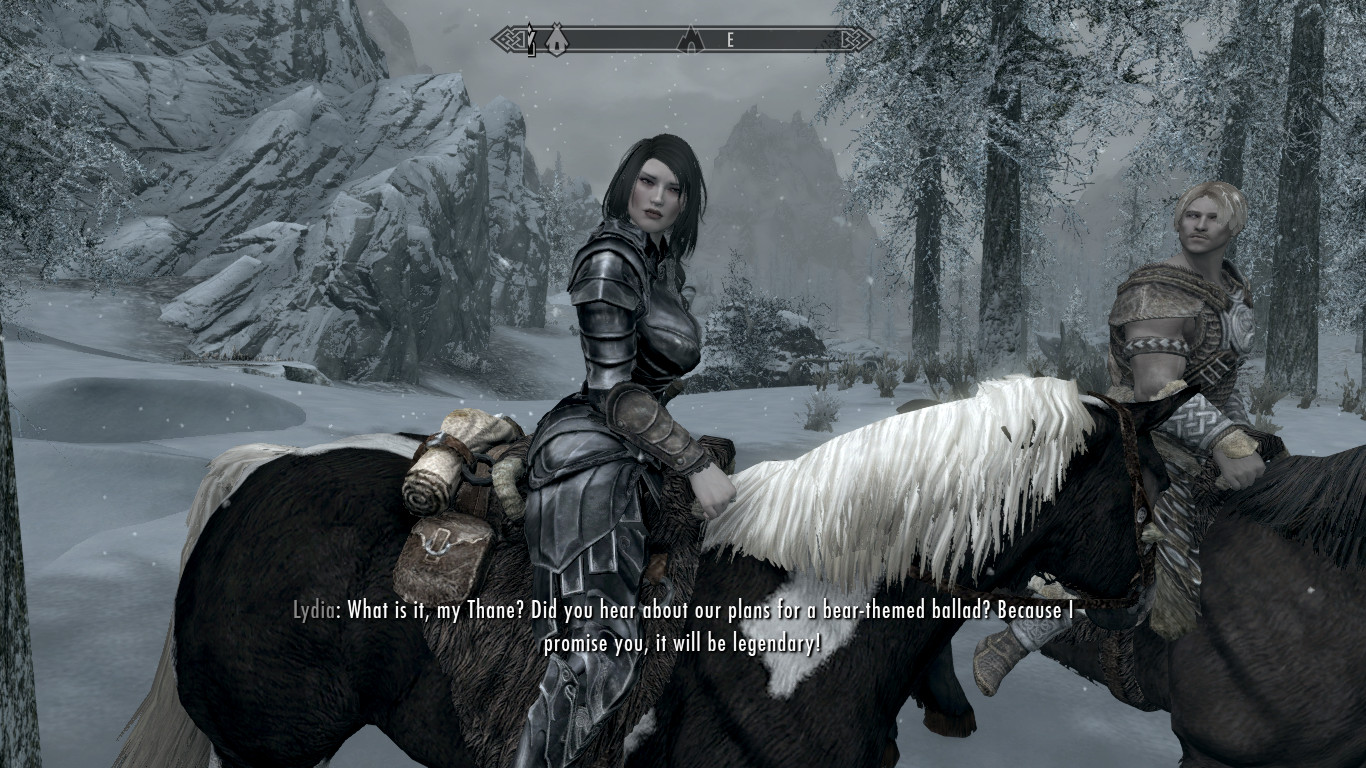 E
Lydia: What is it, my Thane? Did you hear about our plans for a bear-themed ballad? Because I
promise you, it will be legendary!